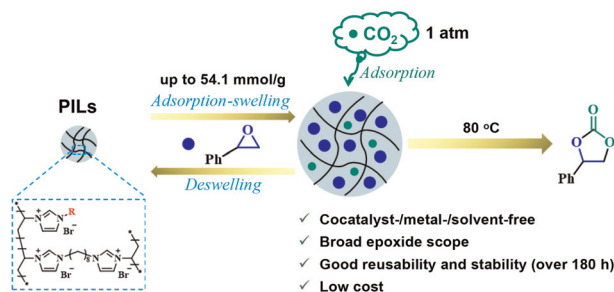 CO2 1 atm
Adsorption
up to 54.1 mmol/g
PILs
Adsorption-swelling
80 °C
O
Ph
Deswelling
O
O O
Ph
R
N + N
Br−
N + N
Br−
8
N + N
Br−
✓ Cocatalyst-/metal-/solvent-free
✓ Broad epoxide scope
✓ Good reusability and stability (over 180 h)
✓ Low cost